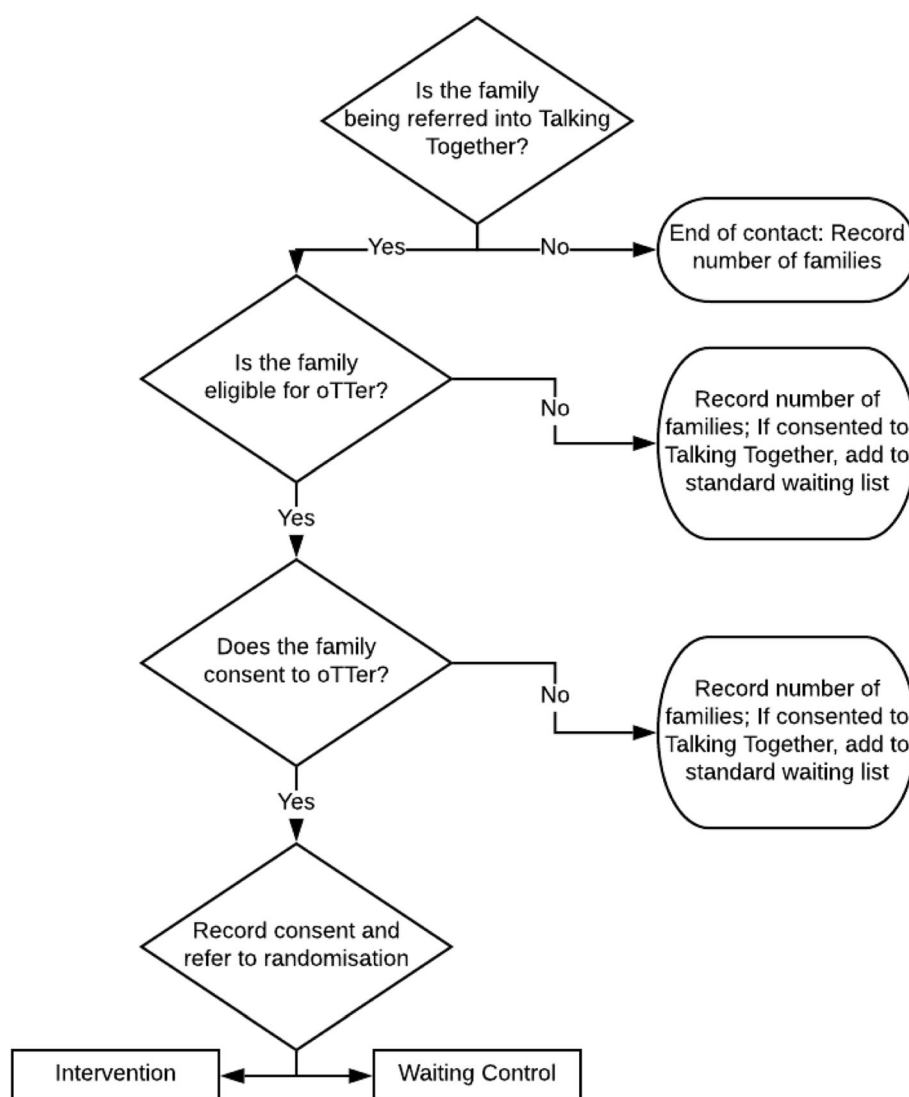 Is the family
being referred into Talking
Together?
Yes
No
End of contact: Record
number of families
Is the family
eligible for oTTer?
No
Record number of
families; If consented to
Talking Together, add to
standard waiting list
Yes
Does the family
consent to oTTer?
No
Record number of
families; If consented to
Talking Together, add to
standard waiting list
Yes
Record consent and
refer to randomisation
Intervention
Waiting Control